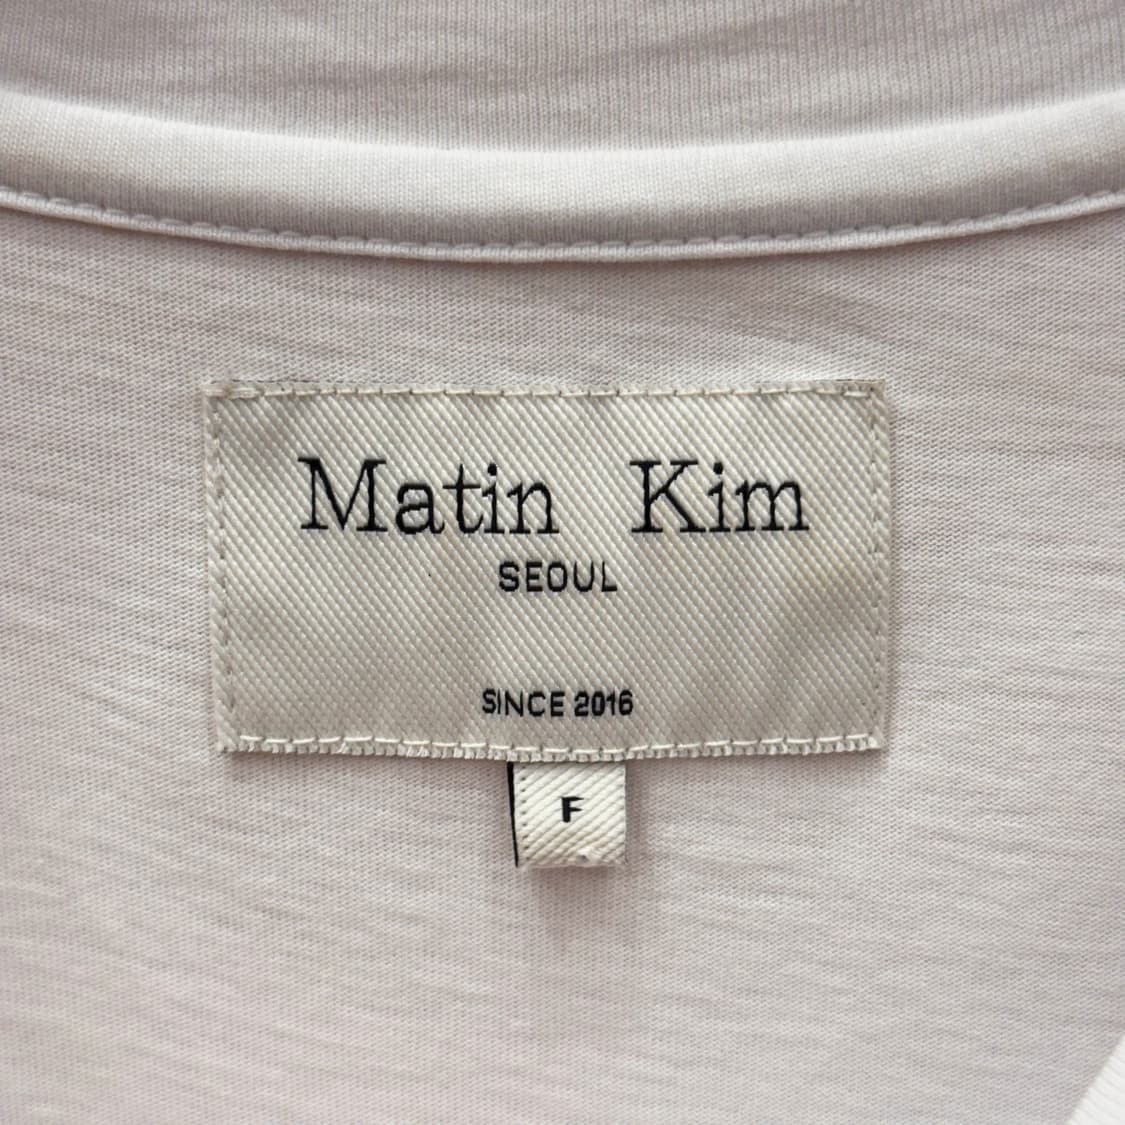 Matin Kim
SEOUL
SINCE 2016
F